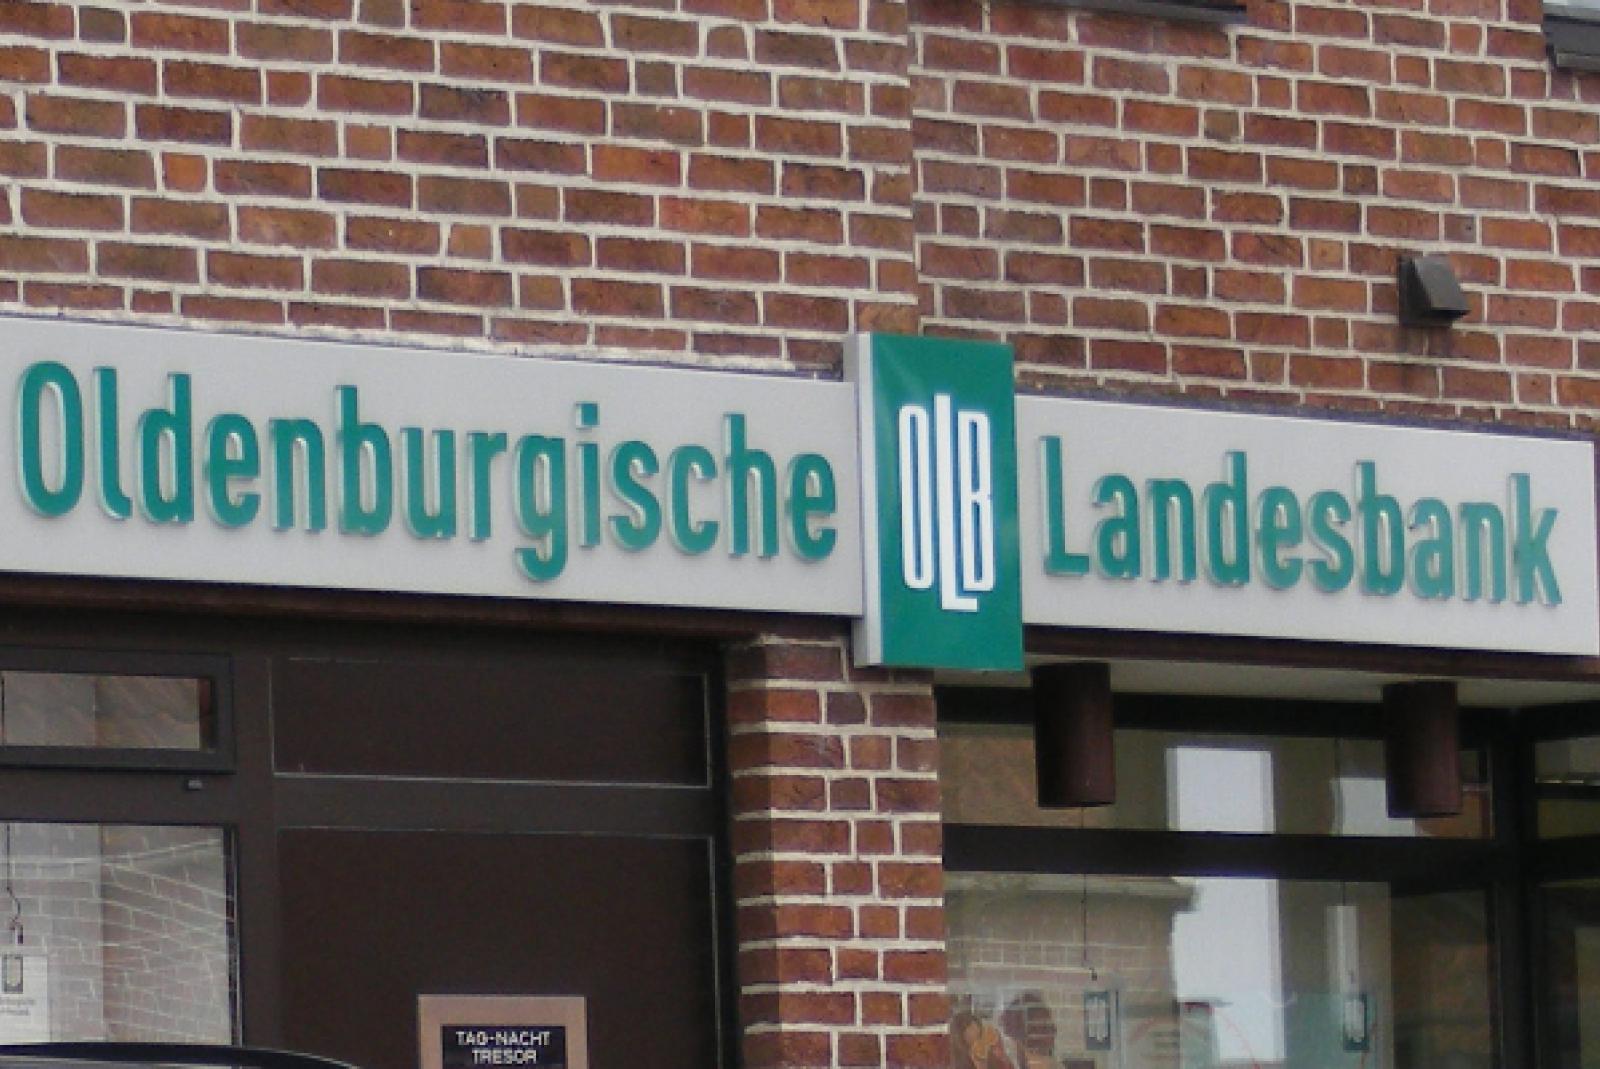 Oldenburgische OLB Landesbank
TAG-NACHT
TRESOR